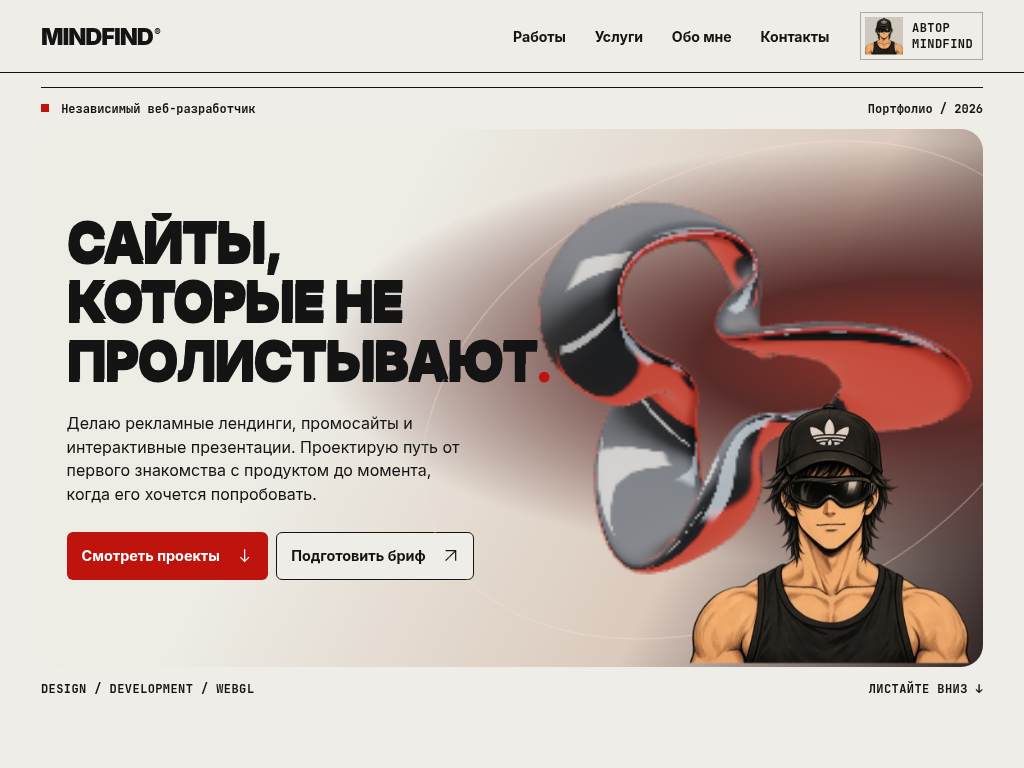 MINDFIND®
Работы
Услуги
Обо мне
Контакты
АВТОР
MINDFIND
Независимый веб-разработчик
Портфолио / 2026
САЙТЫ,
КОТОРЫЕ НЕ
ПРОЛИСТЫВАЮТ.
Делаю рекламные лендинги, промосайты и
интерактивные презентации. Проектирую путь от
первого знакомства с продуктом до момента,
когда его хочется попробовать.
Смотреть проекты ↓
Подготовить бриф ↗
DESIGN / DEVELOPMENT / WEBGL
ЛИСТАЙТЕ ВНИЗ ↓